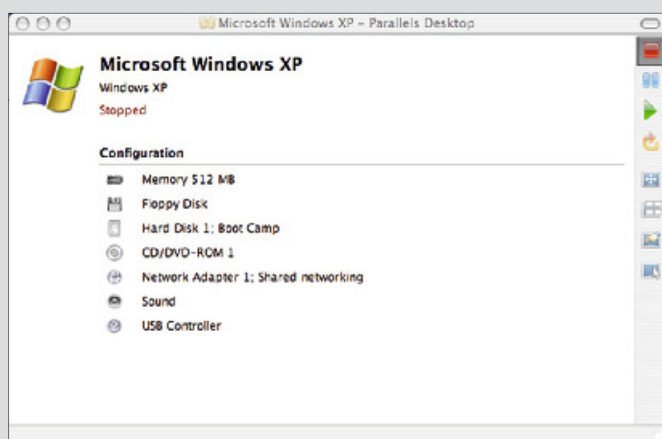 Microsoft Windows XP – Parallels Desktop
Microsoft Windows XP
Windows XP
Stopped
Configuration
Memory 512 MB
Floppy Disk
Hard Disk 1; Boot Camp
CD/DVD-ROM 1
Network Adapter 1; Shared networking
Sound
USB Controller